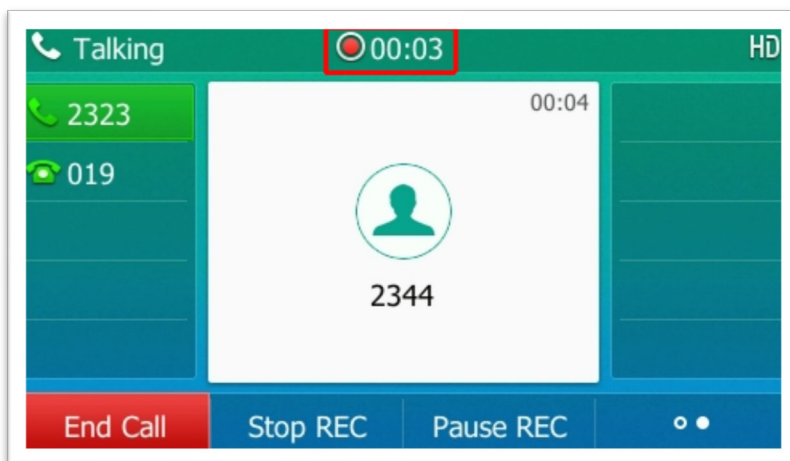 Talking
00:03
HD
2323
019
00:04
2344
End Call
Stop REC
Pause REC